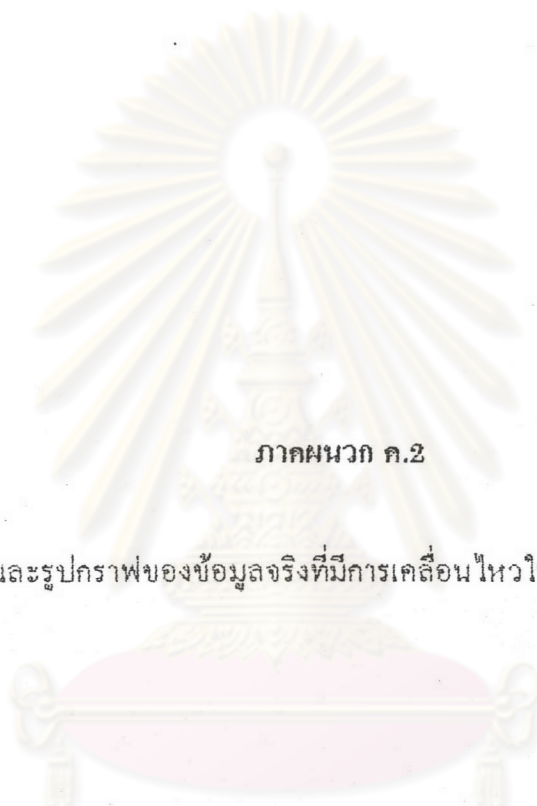 ภาคผนวก ค.2
และรูปกราฟของข้อมูลจริงที่มีการเคลื่อนไหวใ